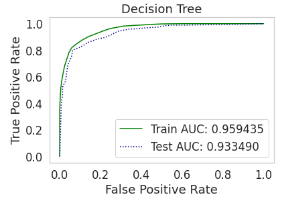 Decision Tree
True Positive Rate
1.0
0.8
0.6
0.4
0.2
0.0
Train AUC: 0.959435
Test AUC: 0.933490
0.0 0.2 0.4 0.6 0.8 1.0
False Positive Rate